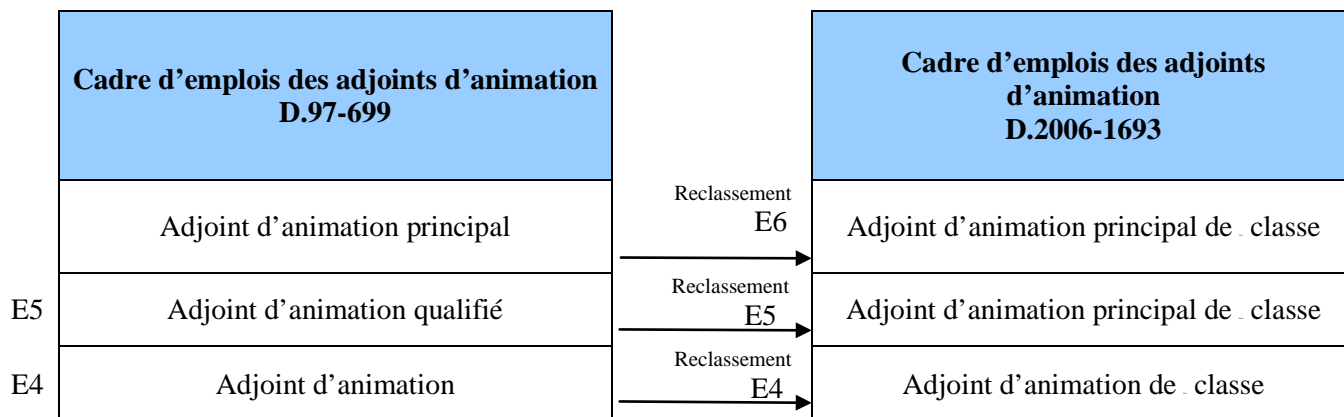 Cadre d'emplois des adjoints d'animation
D.97-699
Cadre d'emplois des adjoints
d'animation
D.2006-1693
Adjoint d'animation principal
Reclassement
E6
Adjoint d'animation principal de classe
E5
Adjoint d'animation qualifié
Reclassement
E5
Adjoint d'animation principal de classe
E4
Adjoint d'animation
Reclassement
E4
Adjoint d'animation de classe